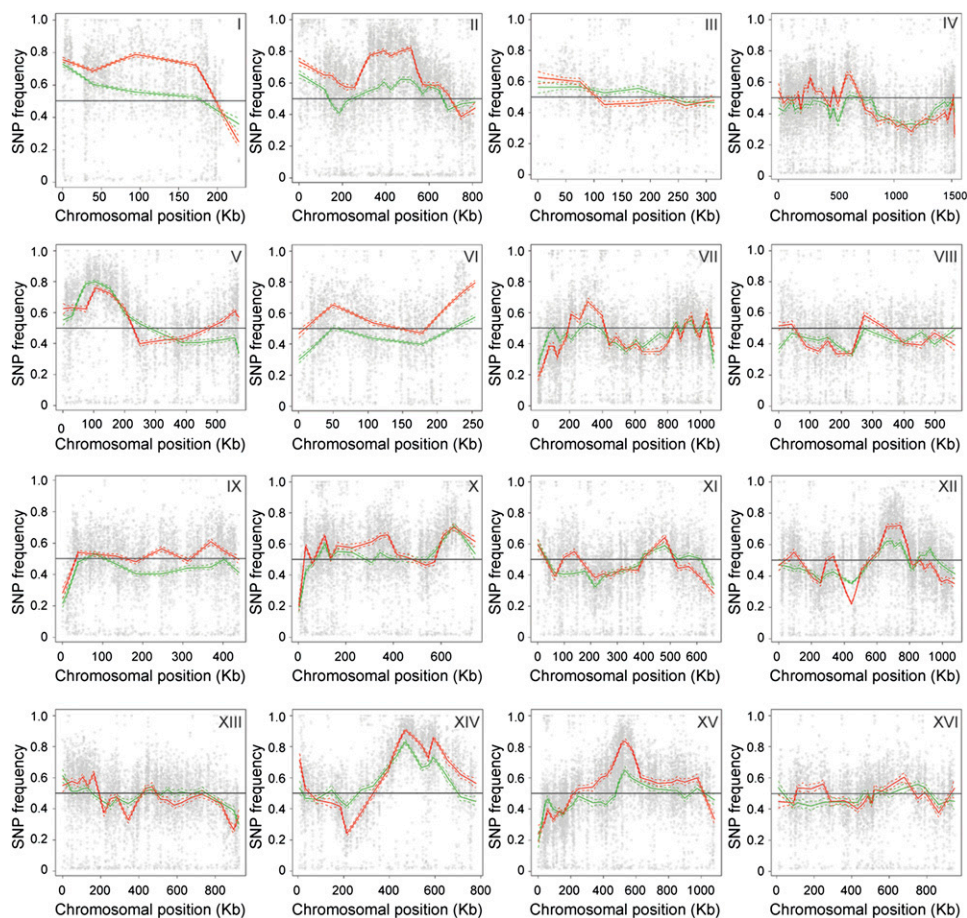 SNP frequency
1.0
0.8
0.6
0.4
0.2
0
I
0 50 100 150 200
Chromosomal position (Kb)
SNP frequency
1.0
0.8
0.6
0.4
0.2
0
II
0 200 400 600 800
Chromosomal position (Kb)
SNP frequency
1.0
0.8
0.6
0.4
0.2
0
III
0 50 100 150 200 250 300
Chromosomal position (Kb)
SNP frequency
1.0
0.8
0.6
0.4
0.2
0
IV
0 500 1000 1500
Chromosomal position (Kb)
SNP frequency
1.0
0.8
0.6
0.4
0.2
0
V
0 100 200 300 400 500
Chromosomal position (Kb)
SNP frequency
1.0
0.8
0.6
0.4
0.2
0
VI
0 50 100 150 200 250
Chromosomal position (Kb)
SNP frequency
1.0
0.8
0.6
0.4
0.2
0
VII
0 200 400 600 800 1000
Chromosomal position (Kb)
SNP frequency
1.0
0.8
0.6
0.4
0.2
0
VIII
0 100 200 300 400 500
Chromosomal position (Kb)
SNP frequency
1.0
0.8
0.6
0.4
0.2
0
IX
0 100 200 300 400
Chromosomal position (Kb)
SNP frequency
1.0
0.8
0.6
0.4
0.2
0
X
0 200 400 600
Chromosomal position (Kb)
SNP frequency
1.0
0.8
0.6
0.4
0.2
0
XI
0 100 200 300 400 500 600
Chromosomal position (Kb)
SNP frequency
1.0
0.8
0.6
0.4
0.2
0
XII
0 200 400 600 800 1000
Chromosomal position (Kb)
SNP frequency
1.0
0.8
0.6
0.4
0.2
0
XIII
0 200 400 600 800
Chromosomal position (Kb)
SNP frequency
1.0
0.8
0.6
0.4
0.2
0
XIV
0 200 400 600 800
Chromosomal position (Kb)
SNP frequency
1.0
0.8
0.6
0.4
0.2
0
XV
0 200 400 600 800 1000
Chromosomal position (Kb)
SNP frequency
1.0
0.8
0.6
0.4
0.2
0
XVI
0 200 400 600 800
Chromosomal position (Kb)